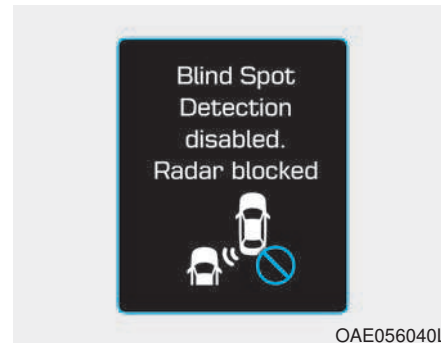 Blind Spot
Detection
disabled.
Radar blocked
OAE056040L